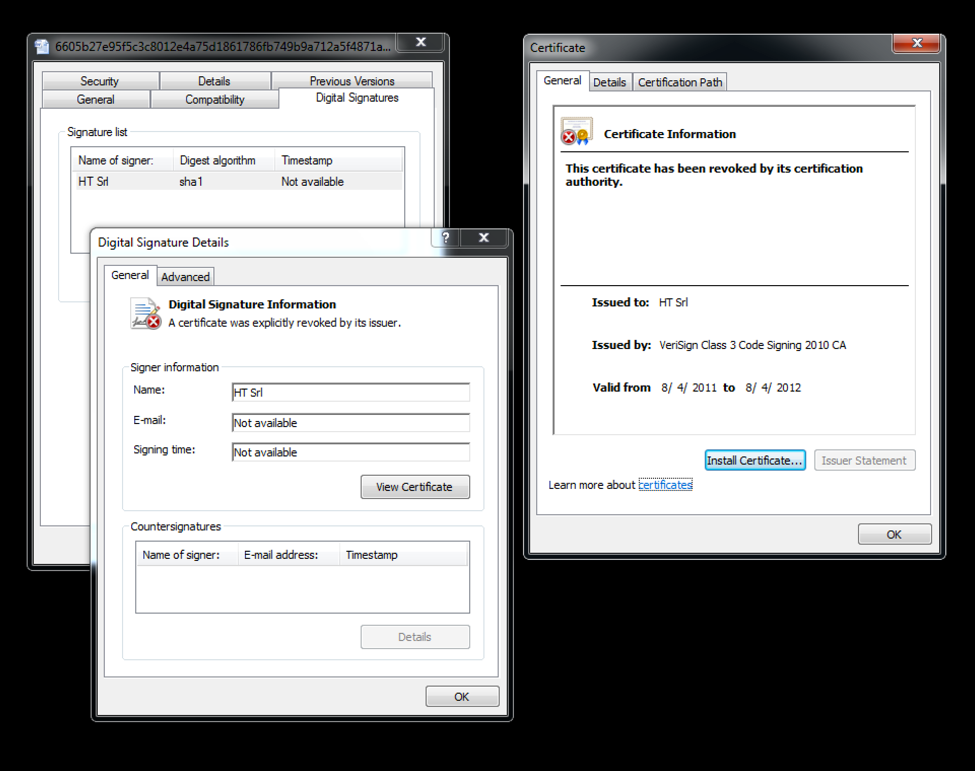 6605b27e95f5c3c8012e4a75d1861786fb749b9a712a5f4871a...
Security Details Previous Versions
General Compatibility Digital Signatures
Signature list
Name of signer: Digest algorithm Timestamp
HT Srl sha1 Not available
Digital Signature Details
?
General Advanced
Digital Signature Information
A certificate was explicitly revoked by its issuer.
Signer information
Name: HT Srl
E-mail: Not available
Signing time: Not available
View Certificate
Countersignatures
Name of signer: E-mail address: Timestamp
Details
OK
Certificate
General Details Certification Path
Certificate Information
This certificate has been revoked by its certification
authority.
Issued to: HT Srl
Issued by: VeriSign Class 3 Code Signing 2010 CA
Valid from 8/ 4/ 2011 to 8/ 4/ 2012
Install Certificate... Issuer Statement
Learn more about certificates
OK